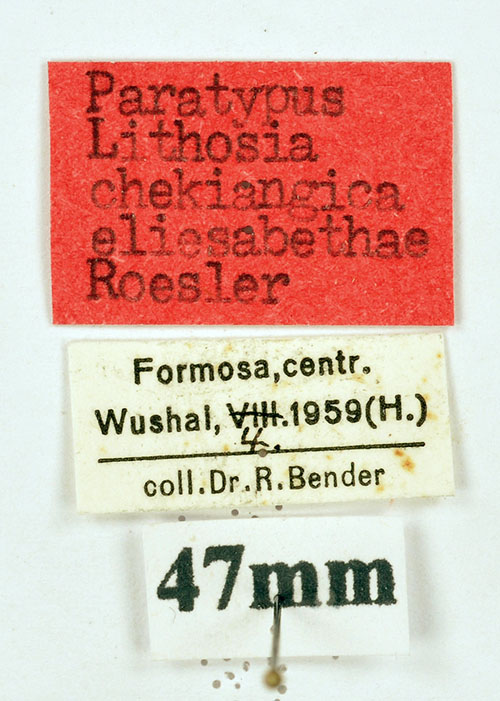 Paratypus
Lithosia
chekiangica
eliesabethae
Roesler
Formosa,centr.
Wushal, VIII.1959(H.)
4.
coll.Dr.R.Bender
47mm